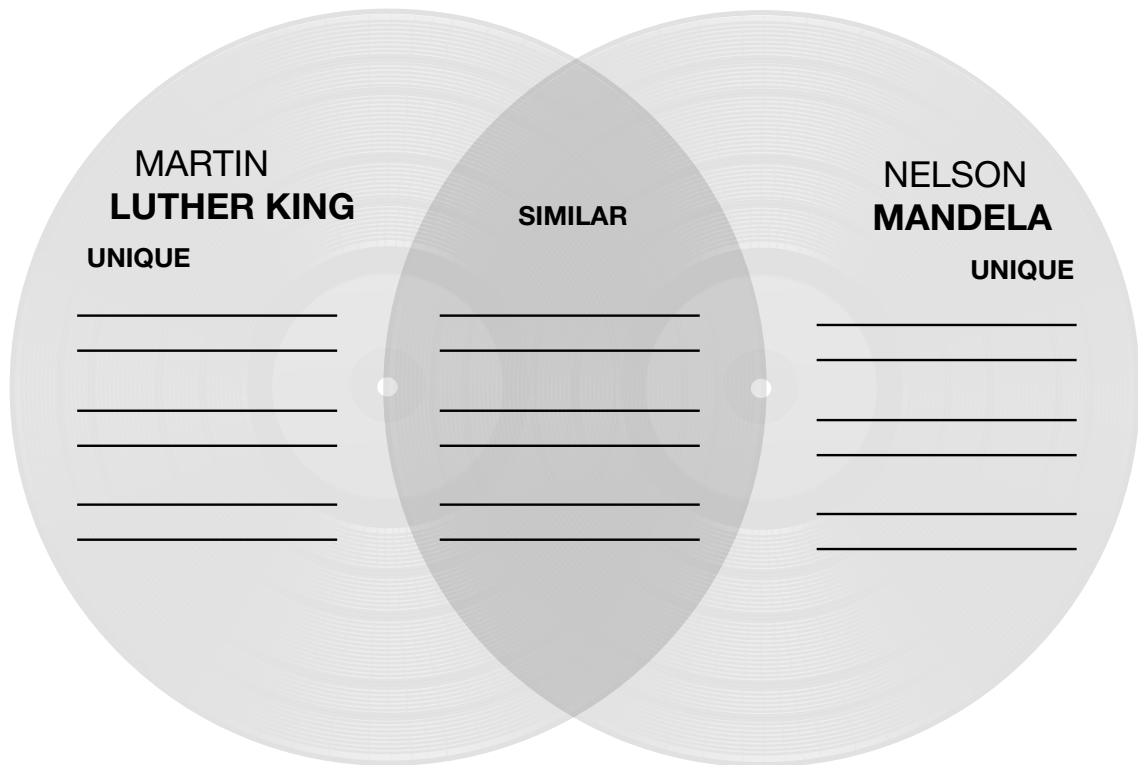 MARTIN
LUTHER KING
UNIQUE
SIMILAR
NELSON
MANDELA
UNIQUE